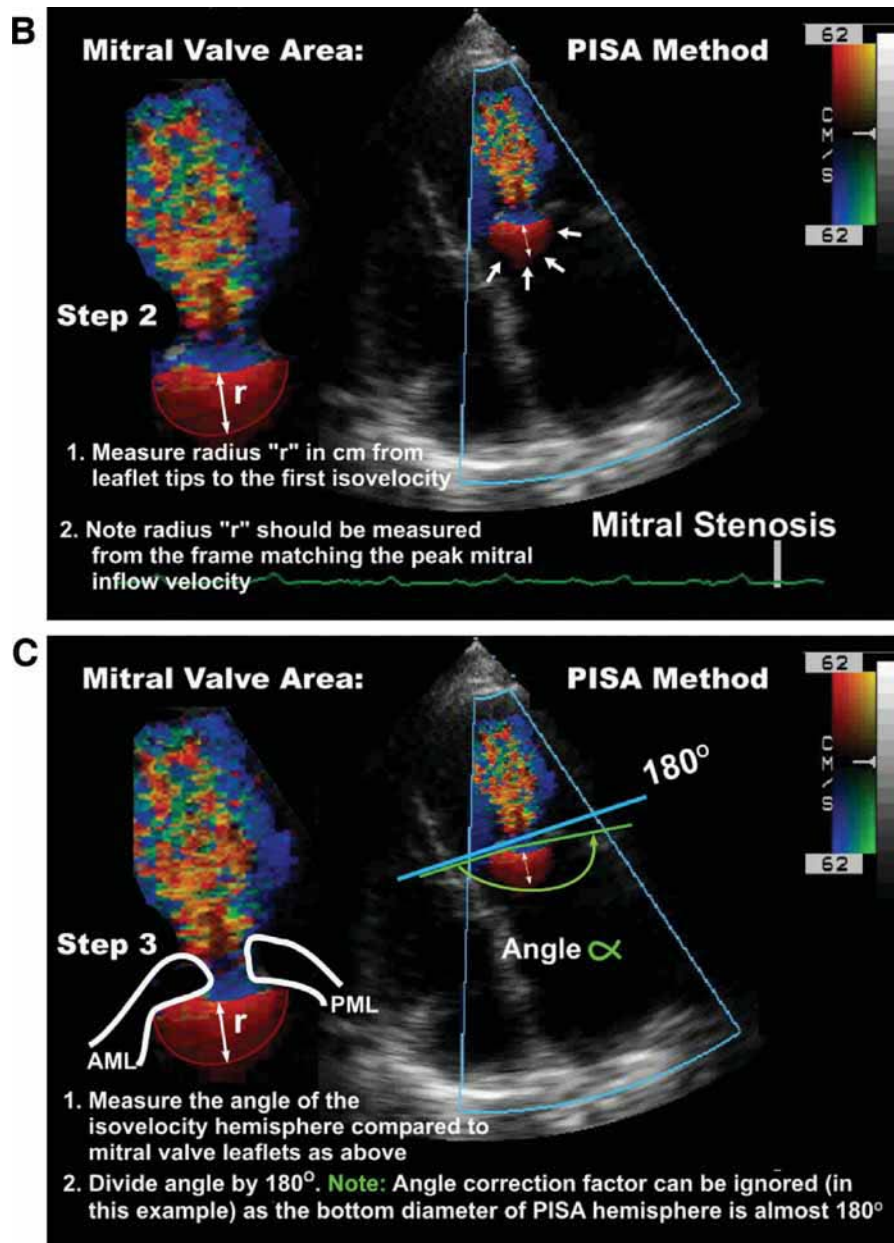 B
Mitral Valve Area: PISA Method
62
CM/S
62
Step 2
r
1. Measure radius "r" in cm from
leaflet tips to the first isovelocity
2. Note radius "r" should be measured
from the frame matching the peak mitral
inflow velocity
Mitral Stenosis
C
Mitral Valve Area: PISA Method
62
CM/S
62
180°
Step 3
Angle ∝
r
PML
AML
1. Measure the angle of the
isovelocity hemisphere compared to
mitral valve leaflets as above
2. Divide angle by 180°. Note: Angle correction factor can be ignored (in
this example) as the bottom diameter of PISA hemisphere is almost 180°